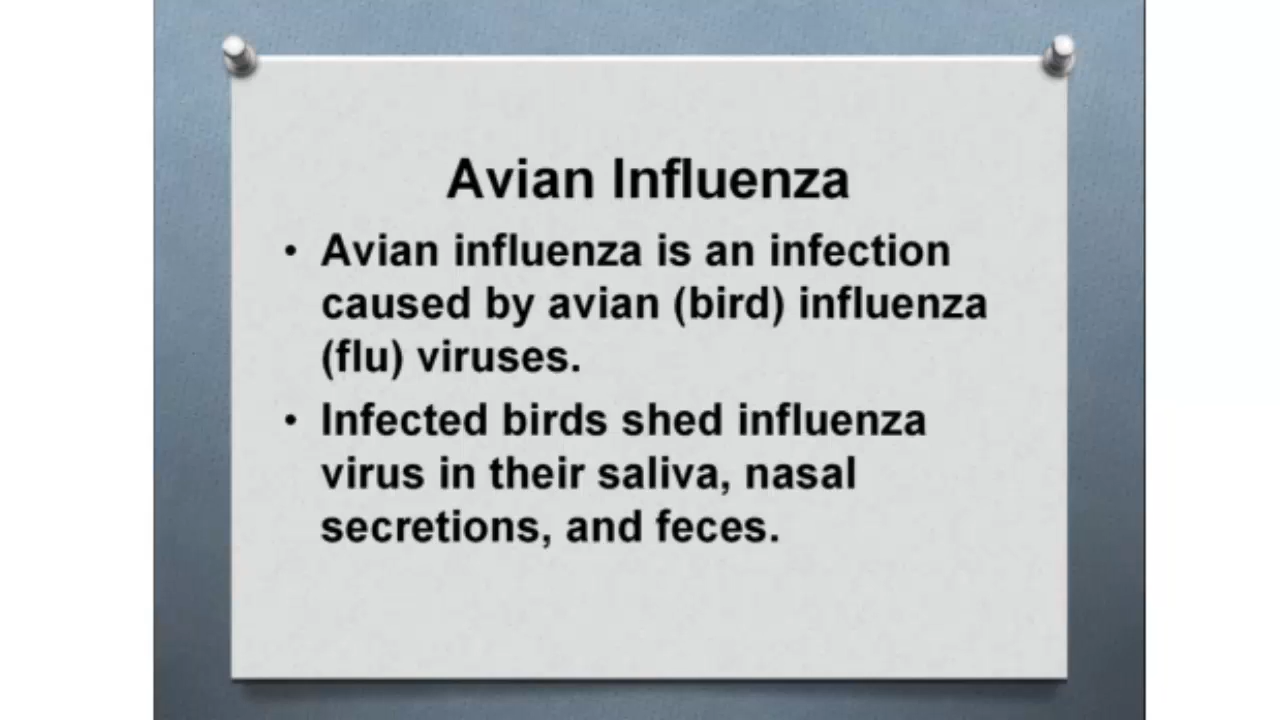 Avian Influenza
• Avian influenza is an infection
caused by avian (bird) influenza
(flu) viruses.
• Infected birds shed influenza
virus in their saliva, nasal
secretions, and feces.